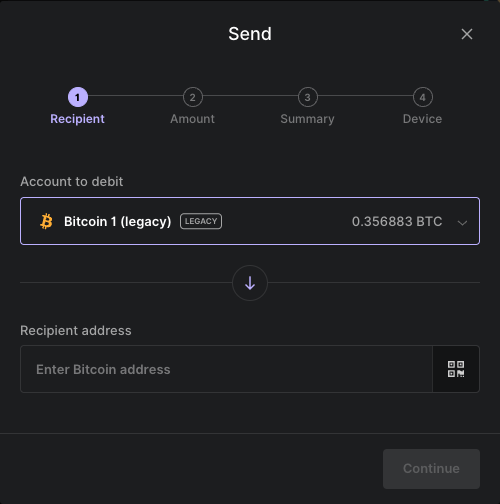 Send
1 2 3 4
Recipient Amount Summary Device
Account to debit
Bitcoin 1 (legacy) LEGACY 0.356883 BTC
Recipient address
Enter Bitcoin address
Continue